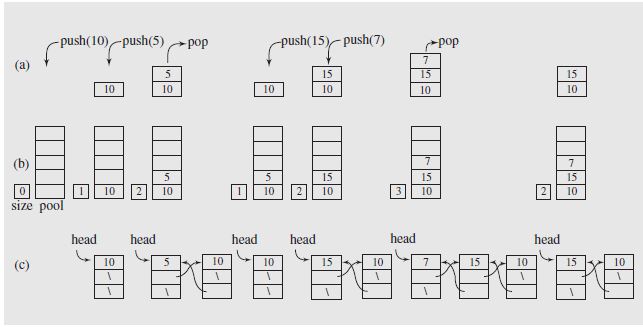 push(10) push(5) pop push(15) push(7) pop
7
(a) 5 15 15 15
10 10 10 10 10 10
(b) 7 7
5 5 15 15 15
0 1 10 2 10 1 10 2 10 3 10 2 10
size pool
head head head head head head
(c) 10 5 10 10 15 10 7 15 10 15 10
\ \ \ \ \ \
\ \ \ \ \ \